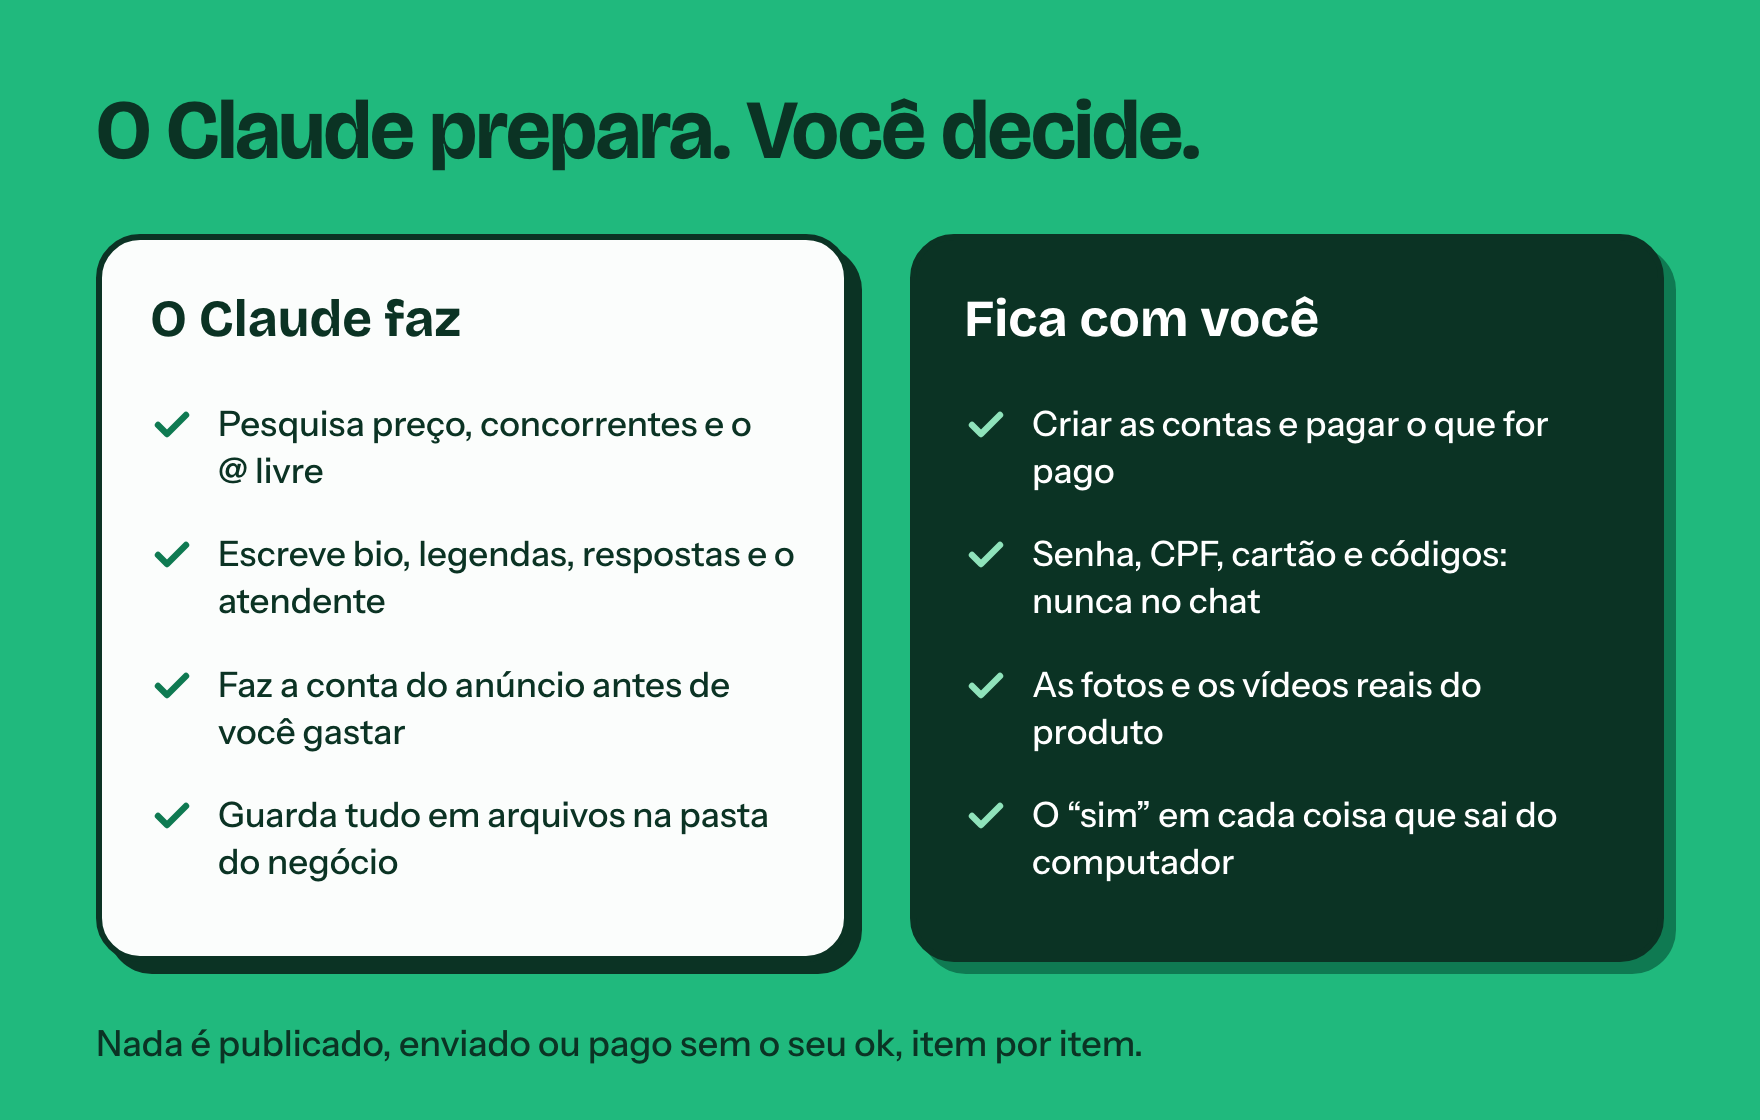 O Claude prepara. Você decide.
O Claude faz
Pesquisa preço, concorrentes e o
@ livre
Escreve bio, legendas, respostas e o
atendente
Faz a conta do anúncio antes de
você gastar
Guarda tudo em arquivos na pasta
do negócio
Fica com você
Criar as contas e pagar o que for
pago
Senha, CPF, cartão e códigos:
nunca no chat
As fotos e os vídeos reais do
produto
O “sim” em cada coisa que sai do
computador
Nada é publicado, enviado ou pago sem o seu ok, item por item.